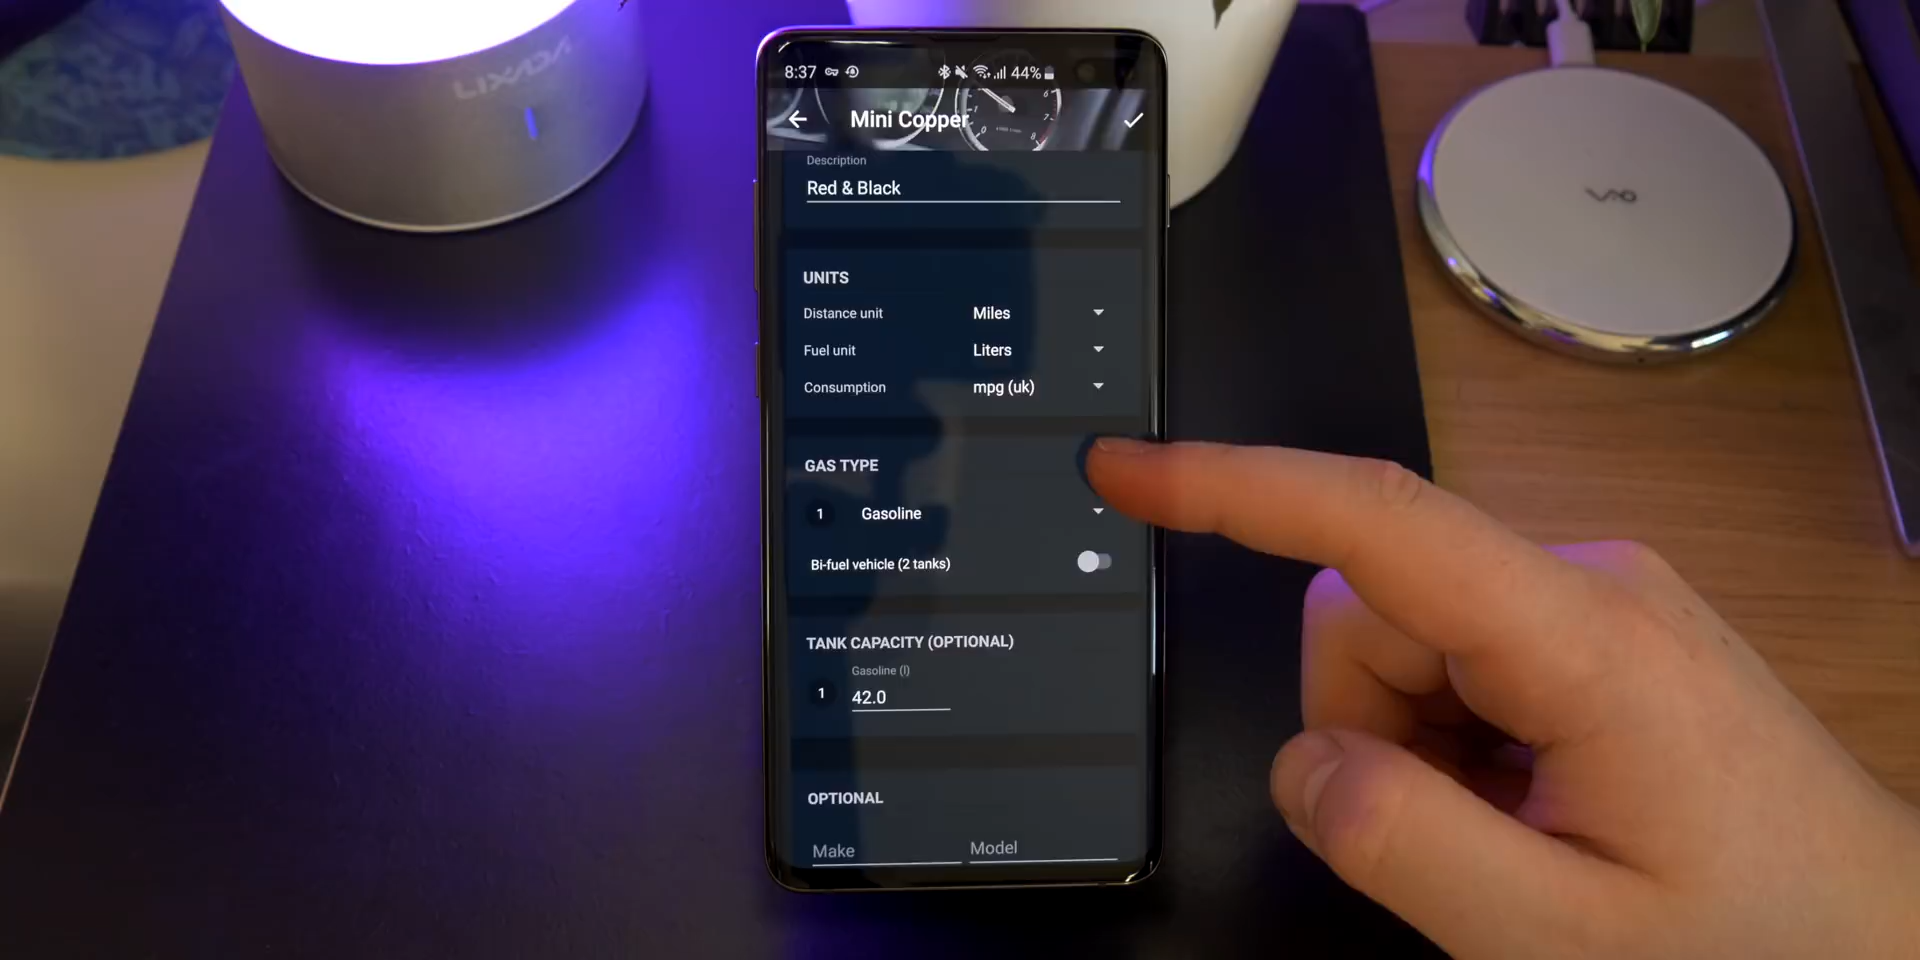 LIXADA
8:37 44%
Mini Copper
Description
Red & Black
UNITS
Distance unit Miles
Fuel unit Liters
Consumption mpg (uk)
GAS TYPE
1 Gasoline
Bi-fuel vehicle (2 tanks)
TANK CAPACITY (OPTIONAL)
Gasoline (l)
1 42.0
OPTIONAL
Make Model